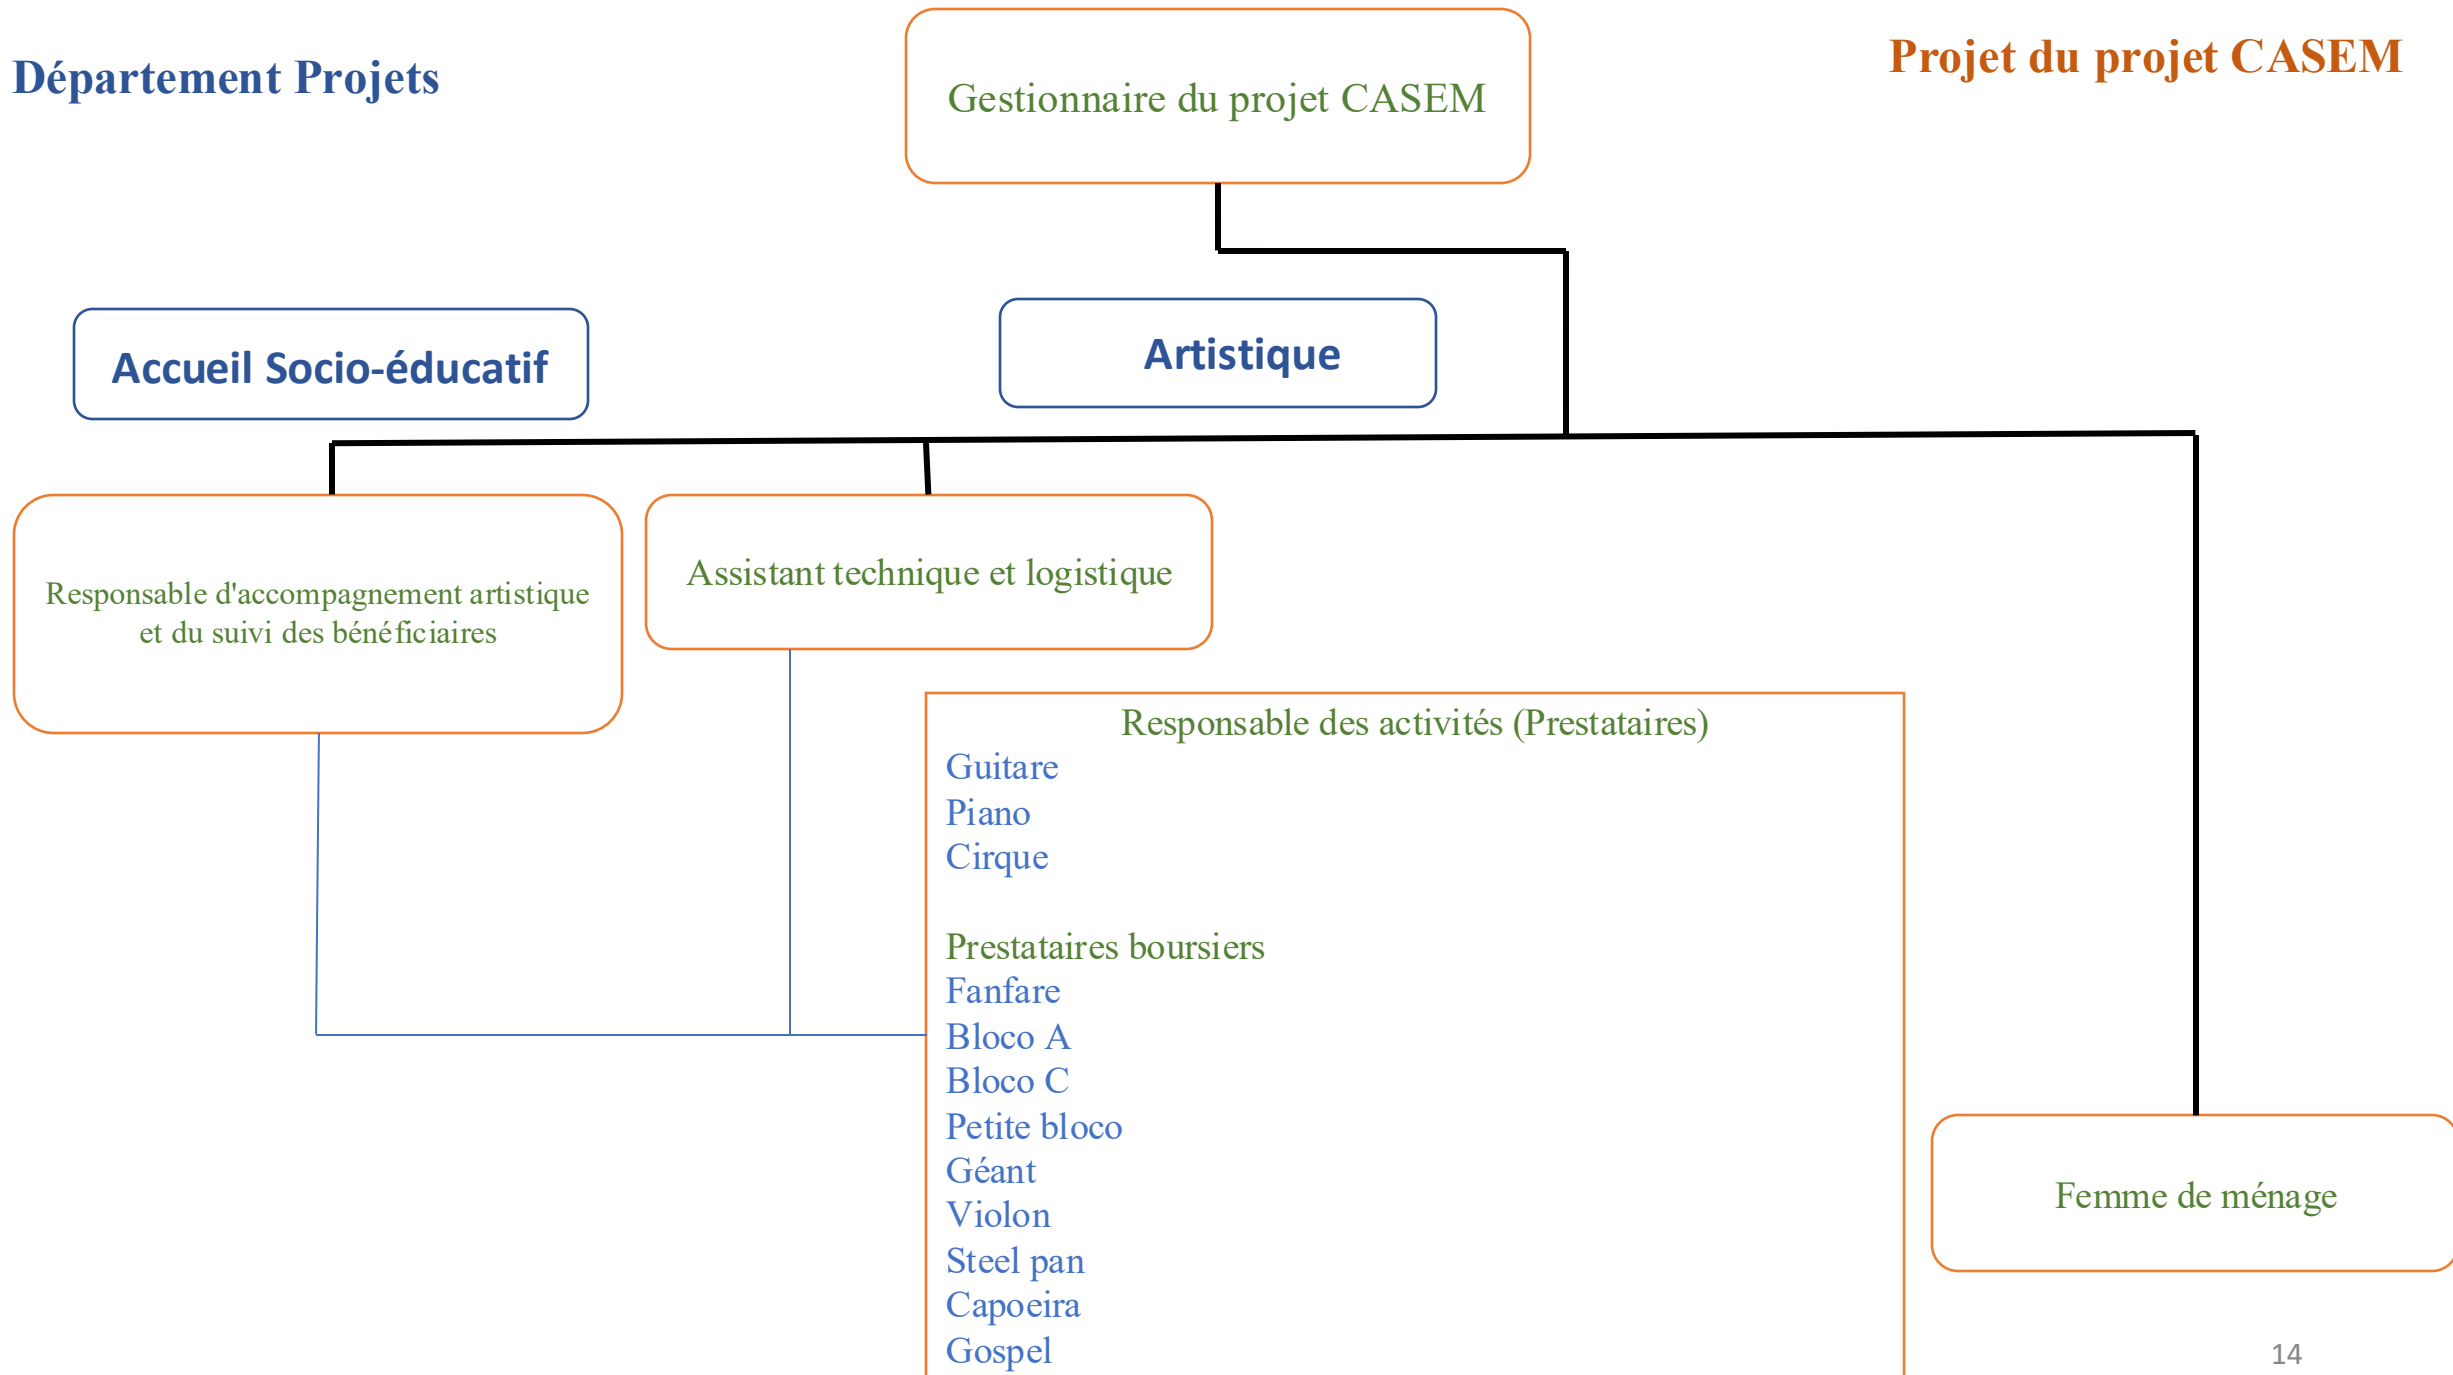 Département Projets
Gestionnaire du projet CASEM
Projet du projet CASEM
Accueil Socio-éducatif
Artistique
Responsable d'accompagnement artistique
et du suivi des bénéficiaires
Assistant technique et logistique
Responsable des activités (Prestataires)
Guitare
Piano
Cirque
Prestataires boursiers
Fanfare
Bloco A
Bloco C
Petite bloco
Géant
Violon
Steel pan
Capoeira
Gospel
Femme de ménage
14